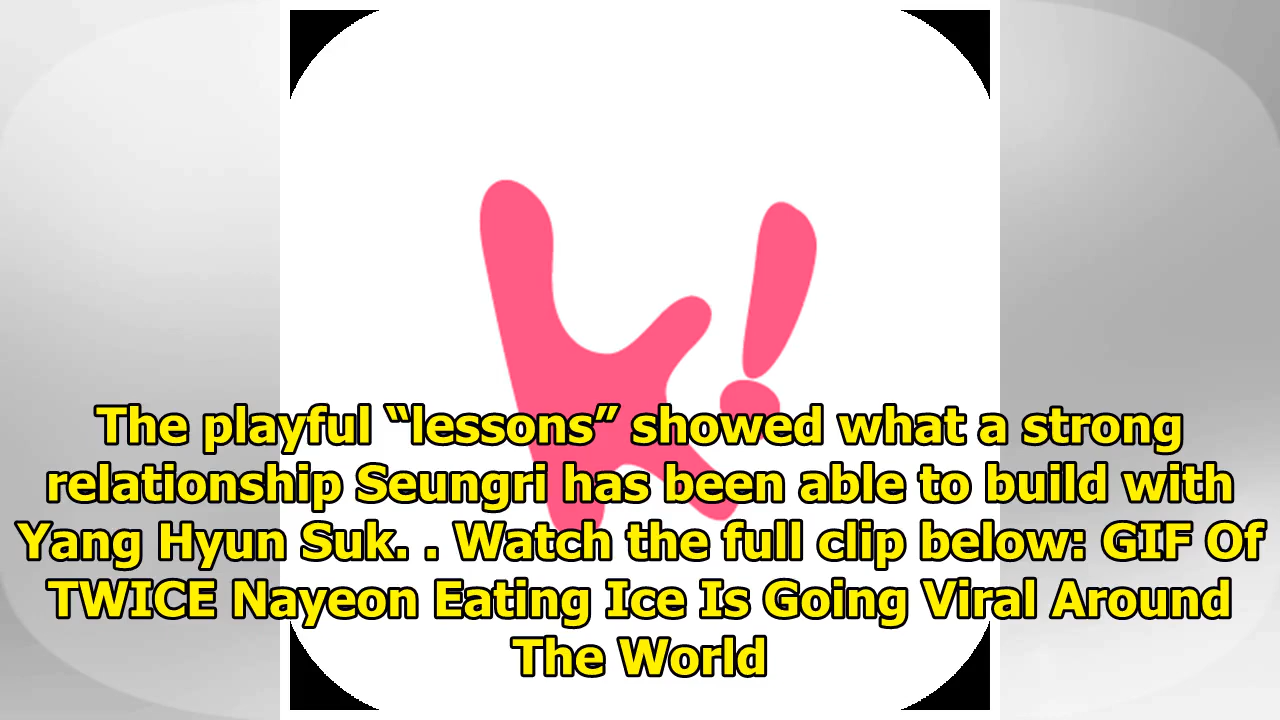 The playful “lessons” showed what a strong
relationship Seungri has been able to build with
Yang Hyun Suk. . Watch the full clip below: GIF Of
TWICE Nayeon Eating Ice Is Going Viral Around
The World
K!